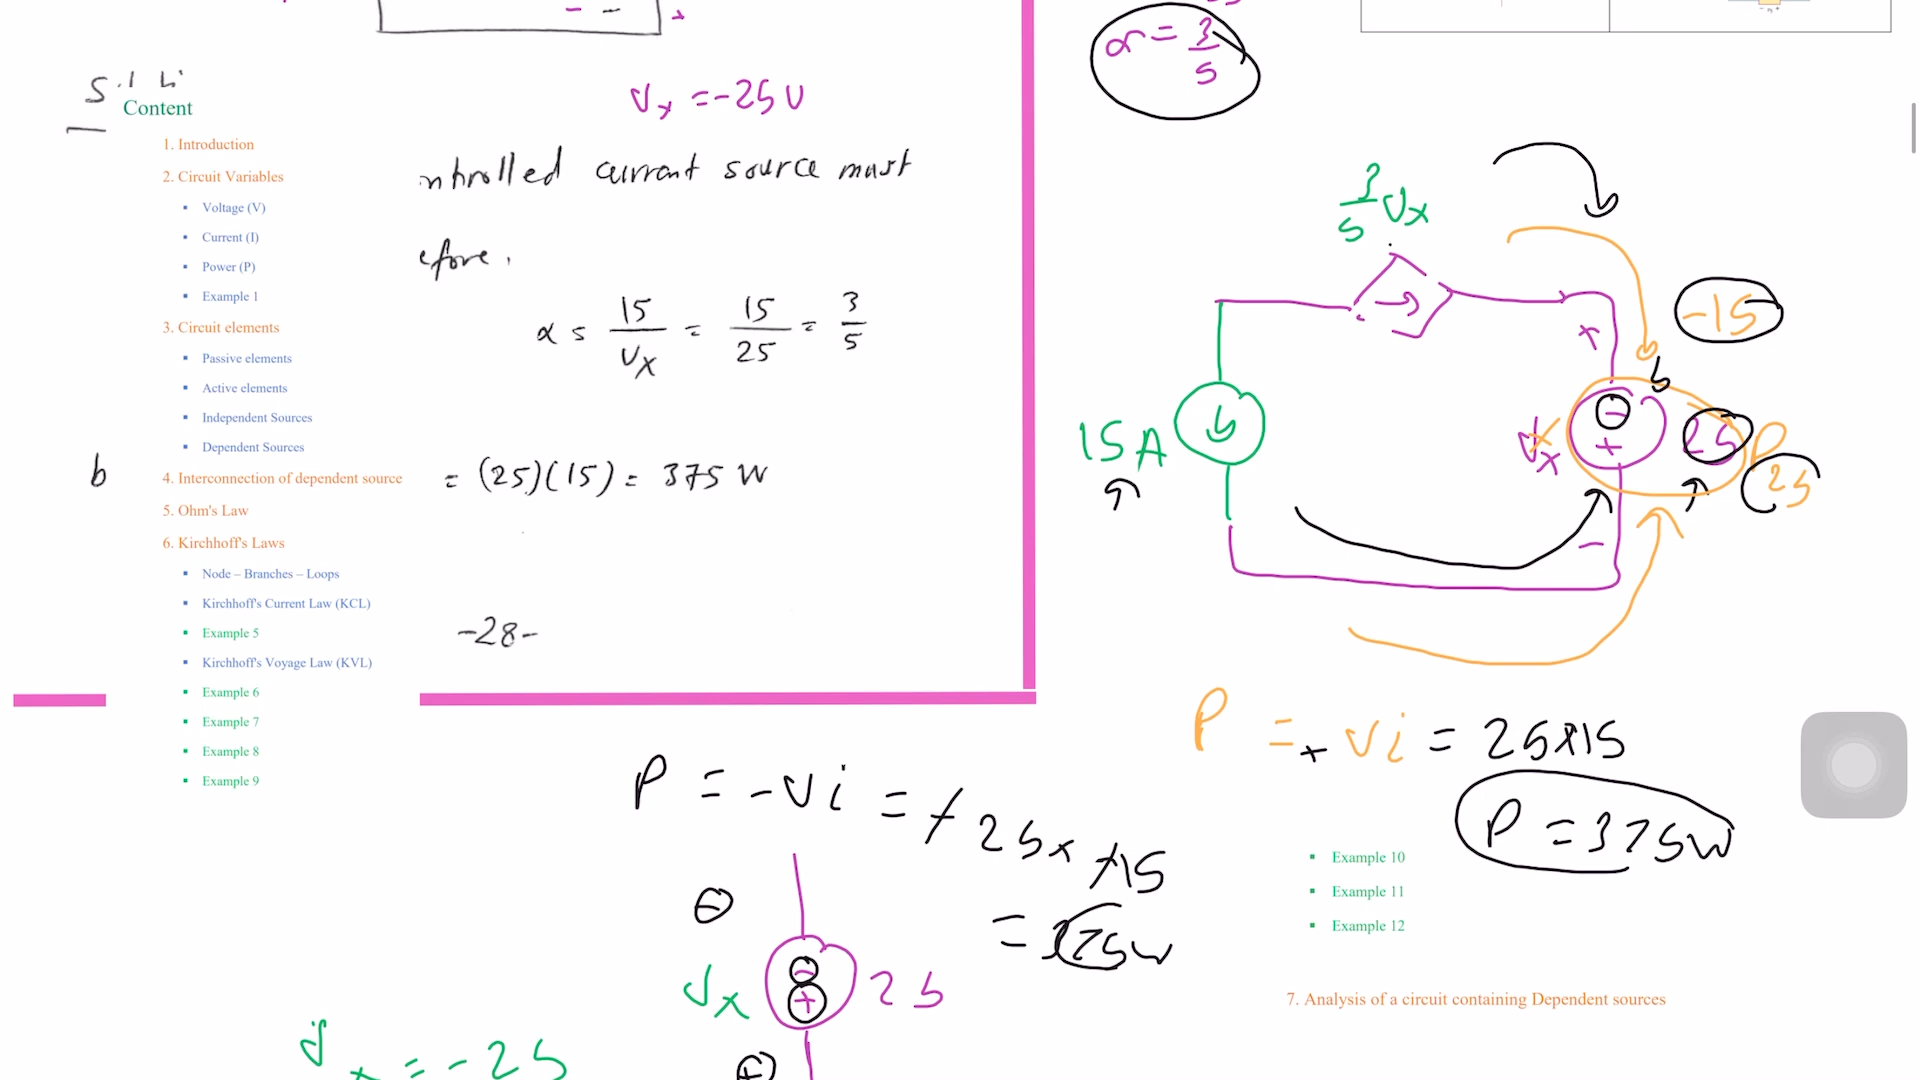 S.1 Li
Content
1. Introduction
2. Circuit Variables
▪ Voltage (V)
▪ Current (I)
▪ Power (P)
▪ Example 1
3. Circuit elements
▪ Passive elements
▪ Active elements
▪ Independent Sources
▪ Dependent Sources
b
4. Interconnection of dependent source
5. Ohm's Law
6. Kirchhoff's Laws
▪ Node – Branches – Loops
▪ Kirchhoff's Current Law (KCL)
▪ Example 5
▪ Kirchhoff's Voyage Law (KVL)
▪ Example 6
▪ Example 7
▪ Example 8
▪ Example 9
Vx = -25V
ntrolled current source must
efore,
α = 15/Vx = 15/25 = 3/5
= (25)(15) = 375 W
-28-
α = 3/5
3/5 Vx
-15
15A
Vx
- +
25
P
25
+
-
P = + Vi = 25×15
P = 375W
P = -Vi = + 25 × +15
= 375W
Vx
- +
25
Vx = -25
▪ Example 10
▪ Example 11
▪ Example 12
7. Analysis of a circuit containing Dependent sources